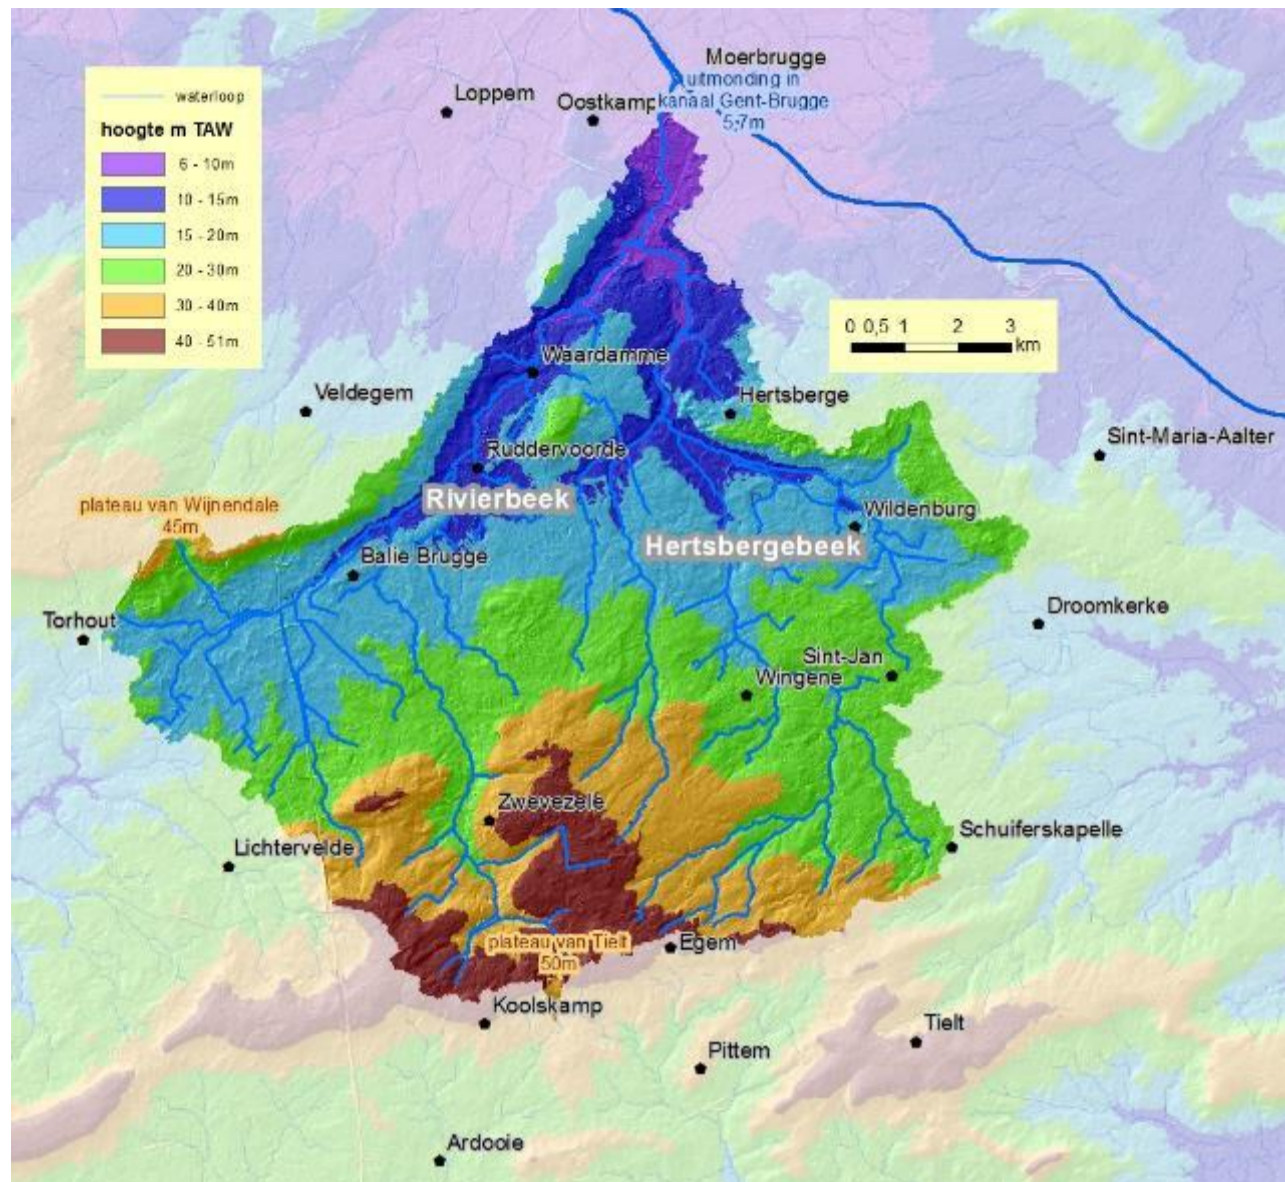 Moerbrugge
uitmonding in
kanaal Gent-Brugge
5,7m
Loppem
Oostkamp
waterloop
hoogte m TAW
6 - 10m
10 - 15m
15 - 20m
20 - 30m
30 - 40m
40 - 51m
0 0,5 1 2 3
km
Waardamme
Veldegem
Hertsberge
Sint-Maria-Aalter
Ruddervoorde
Rivierbeek
plateau van Wijnendale
45m
Wildenburg
Hertsbergebeek
Balie Brugge
Torhout
Droomkerke
Sint-Jan
Wingene
Zwevezele
Lichtervelde
Schuiferskapelle
plateau van Tielt
50m
Egem
Koolskamp
Tielt
Pittem
Ardooie